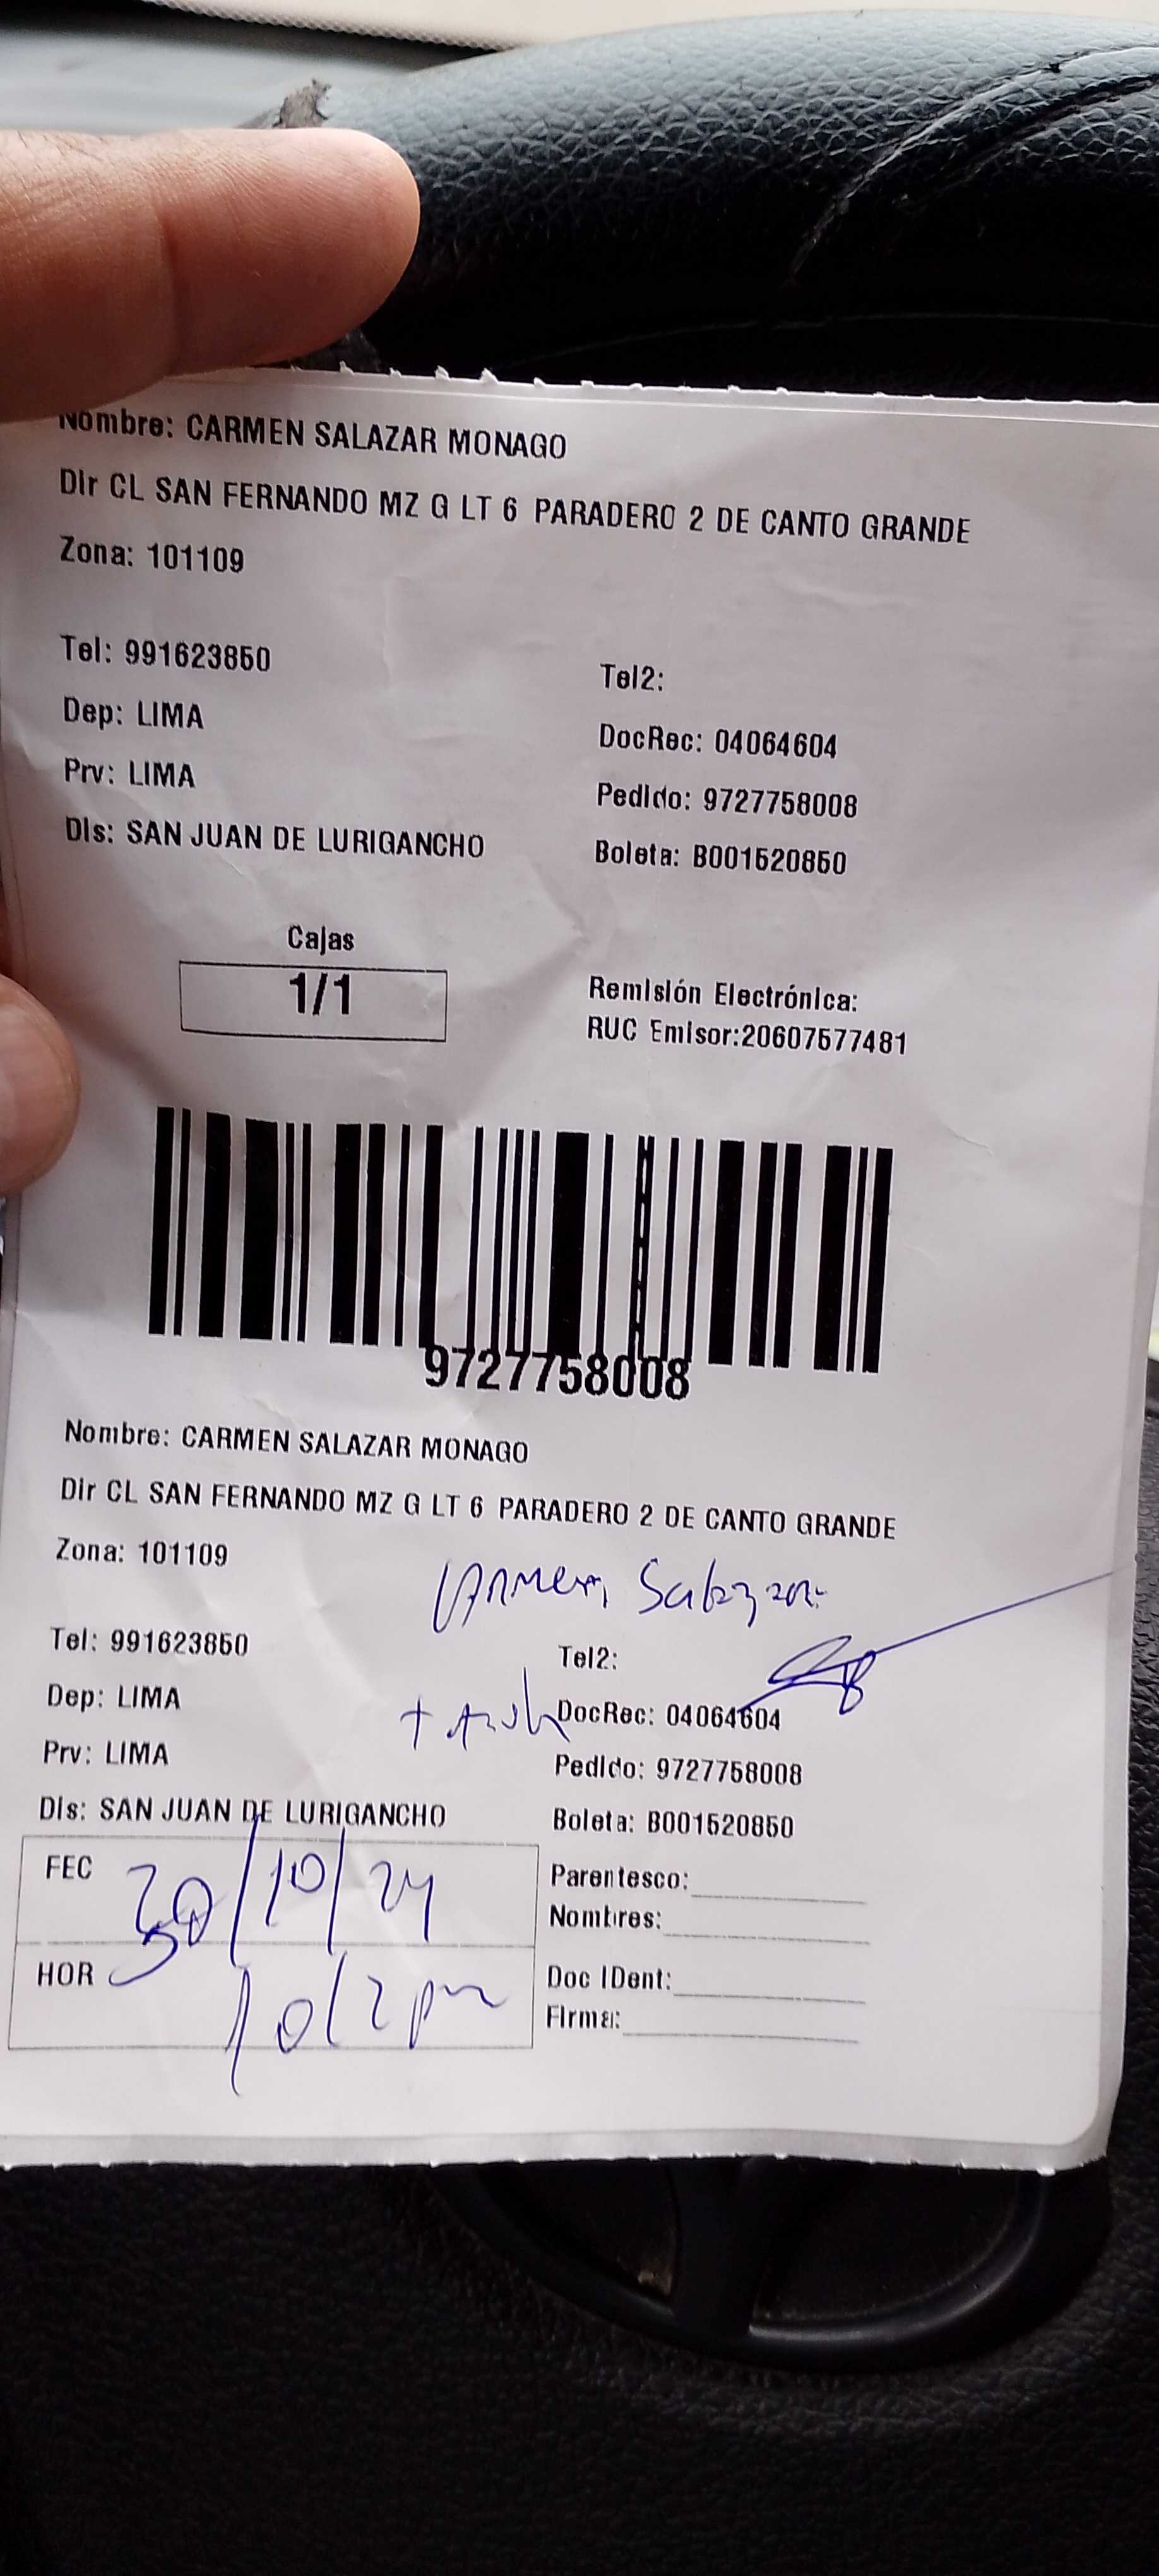 Nombre: CARMEN SALAZAR MONAGO
Dir CL SAN FERNANDO MZ G LT 6 PARADERO 2 DE CANTO GRANDE
Zona: 101109
Tel: 991623850
Tel2:
Dep: LIMA
DocRec: 04064604
Prv: LIMA
Pedido: 9727758008
Dis: SAN JUAN DE LURIGANCHO
Boleta: B001520850
Cajas
1/1
Remisión Electrónica:
RUC Emisor:20607577481
9727758008
Nombre: CARMEN SALAZAR MONAGO
Dir CL SAN FERNANDO MZ G LT 6 PARADERO 2 DE CANTO GRANDE
Zona: 101109
Carmen Salazar
Tel: 991623850
Tel2:
Dep: LIMA
DocRec: 04064604
Prv: LIMA
Pedido: 9727758008
Dis: SAN JUAN DE LURIGANCHO
Boleta: B001520850
FEC 30/10/24
Parentesco:
Nombres:
HOR
Doc IDent:
Firma: